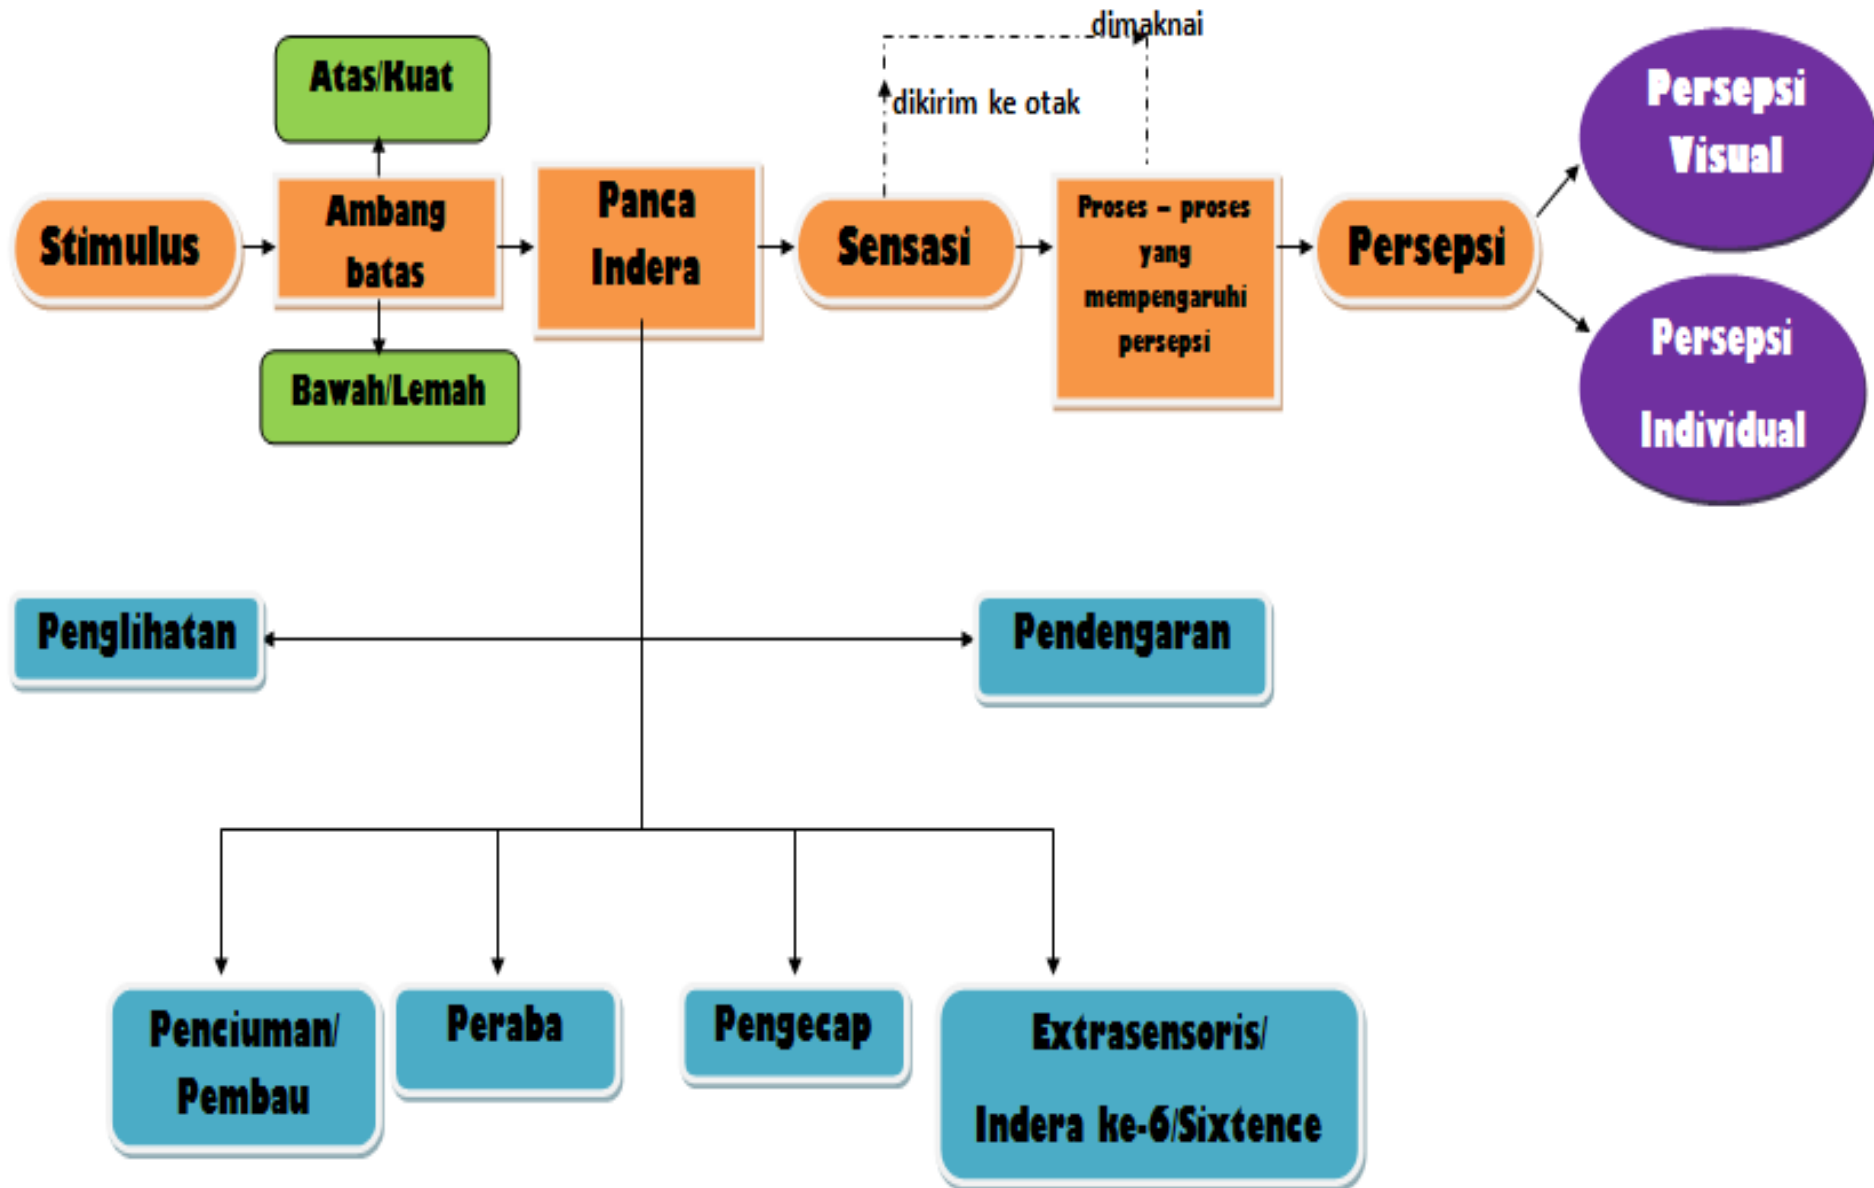 dimaknai
Atas/Kuat
dikirim ke otak
Persepsi
Visual
Stimulus
Ambang
batas
Panca
Indera
Sensasi
Proses – proses
yang
mempengaruhi
persepsi
Persepsi
Bawah/Lemah
Persepsi
Individual
Penglihatan
Pendengaran
Penciuman/
Pembau
Peraba
Pengecap
Extrasensoris/
Indera ke-6/Sixtence